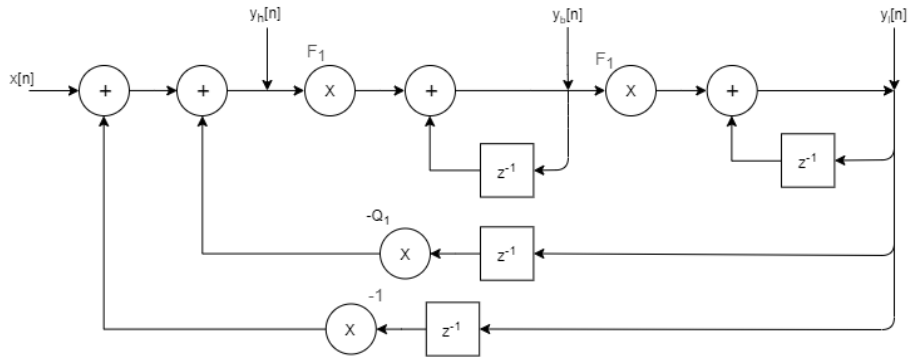 y_h[n] y_b[n] y_l[n]
F_1 F_1
x[n] + + X + X +
z^-1 z^-1
-Q_1
X z^-1
-1
X z^-1